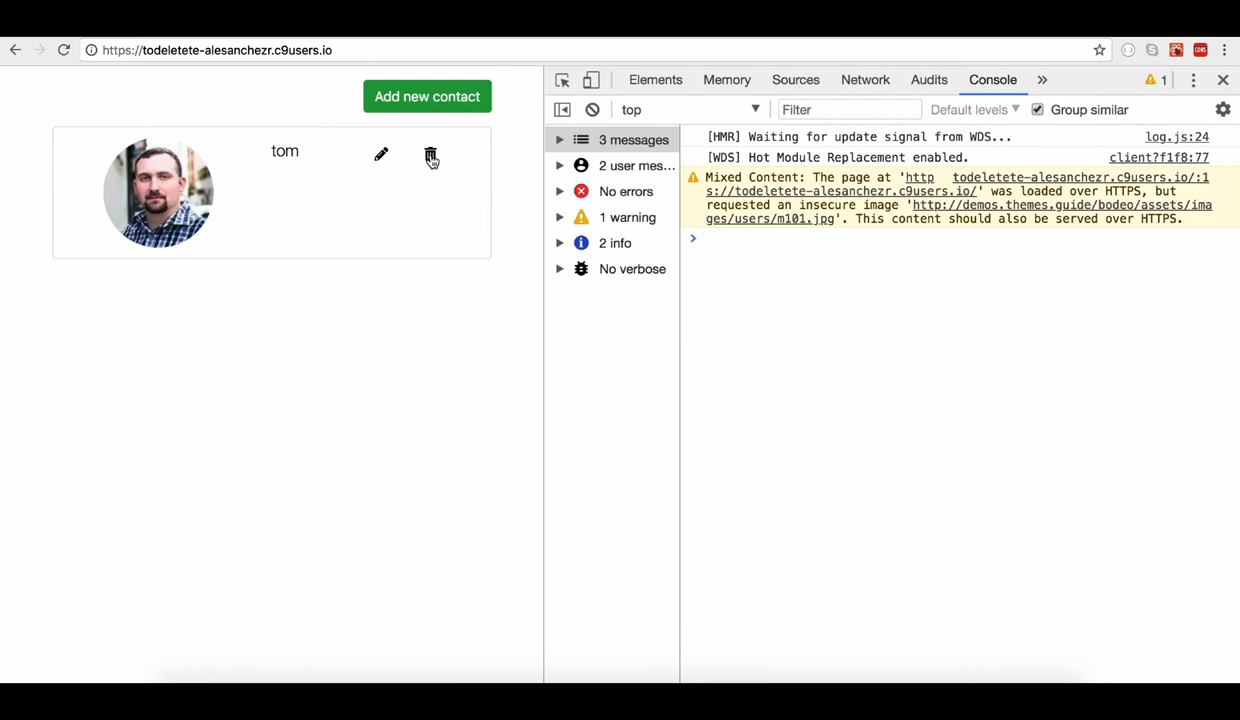 https://todeletete-alesanchezr.c9users.io
Elements Memory Sources Network Audits Console » 1
top Filter Default levels ▼ Group similar
Add new contact
tom
3 messages
2 user mes...
No errors
1 warning
2 info
No verbose
[HMR] Waiting for update signal from WDS... log.js:24
[WDS] Hot Module Replacement enabled. client?f1f8:77
Mixed Content: The page at 'http todeletete-alesanchezr.c9users.io/:1
s://todeletete-alesanchezr.c9users.io/' was loaded over HTTPS, but
requested an insecure image 'http://demos.themes.guide/bodeo/assets/ima
ges/users/m101.jpg'. This content should also be served over HTTPS.